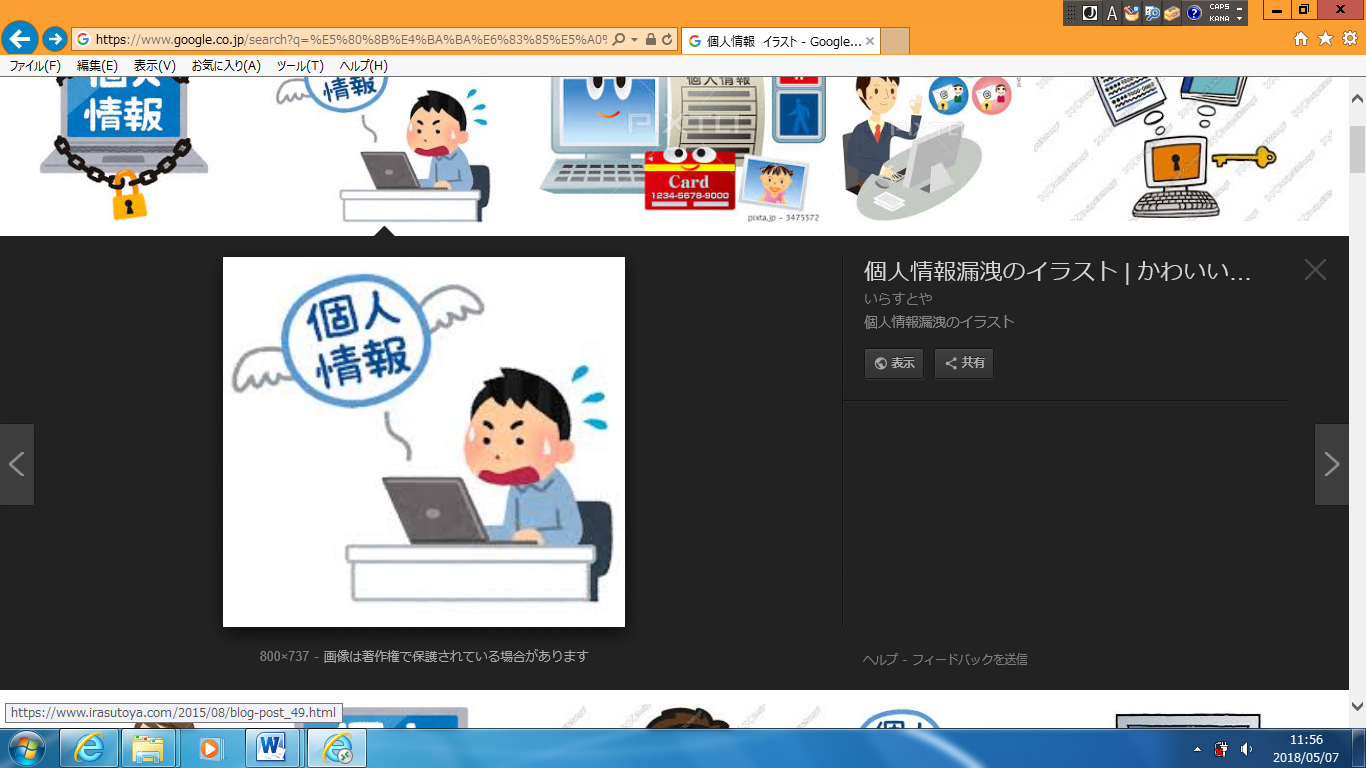 A
CAPS
KANA
https://www.google.co.jp/search?q=%E5%80%8B%E4%BA%BA%E6%83%85%E5%A0%
個人情報 イラスト - Google...
ファイル(F) 編集(E) 表示(V) お気に入り(A) ツール(T) ヘルプ(H)
個人
情報
情報
個人情報
PIXTA
Card
1234-5678-9000
pixta.jp - 3475572
個人
情報
個人情報漏洩のイラスト | かわいい...
いらすとや
個人情報漏洩のイラスト
表示
共有
800×737 - 画像は著作権で保護されている場合があります
ヘルプ - フィードバックを送信
https://www.irasutoya.com/2015/08/blog-post_49.html
11:56
2018/05/07